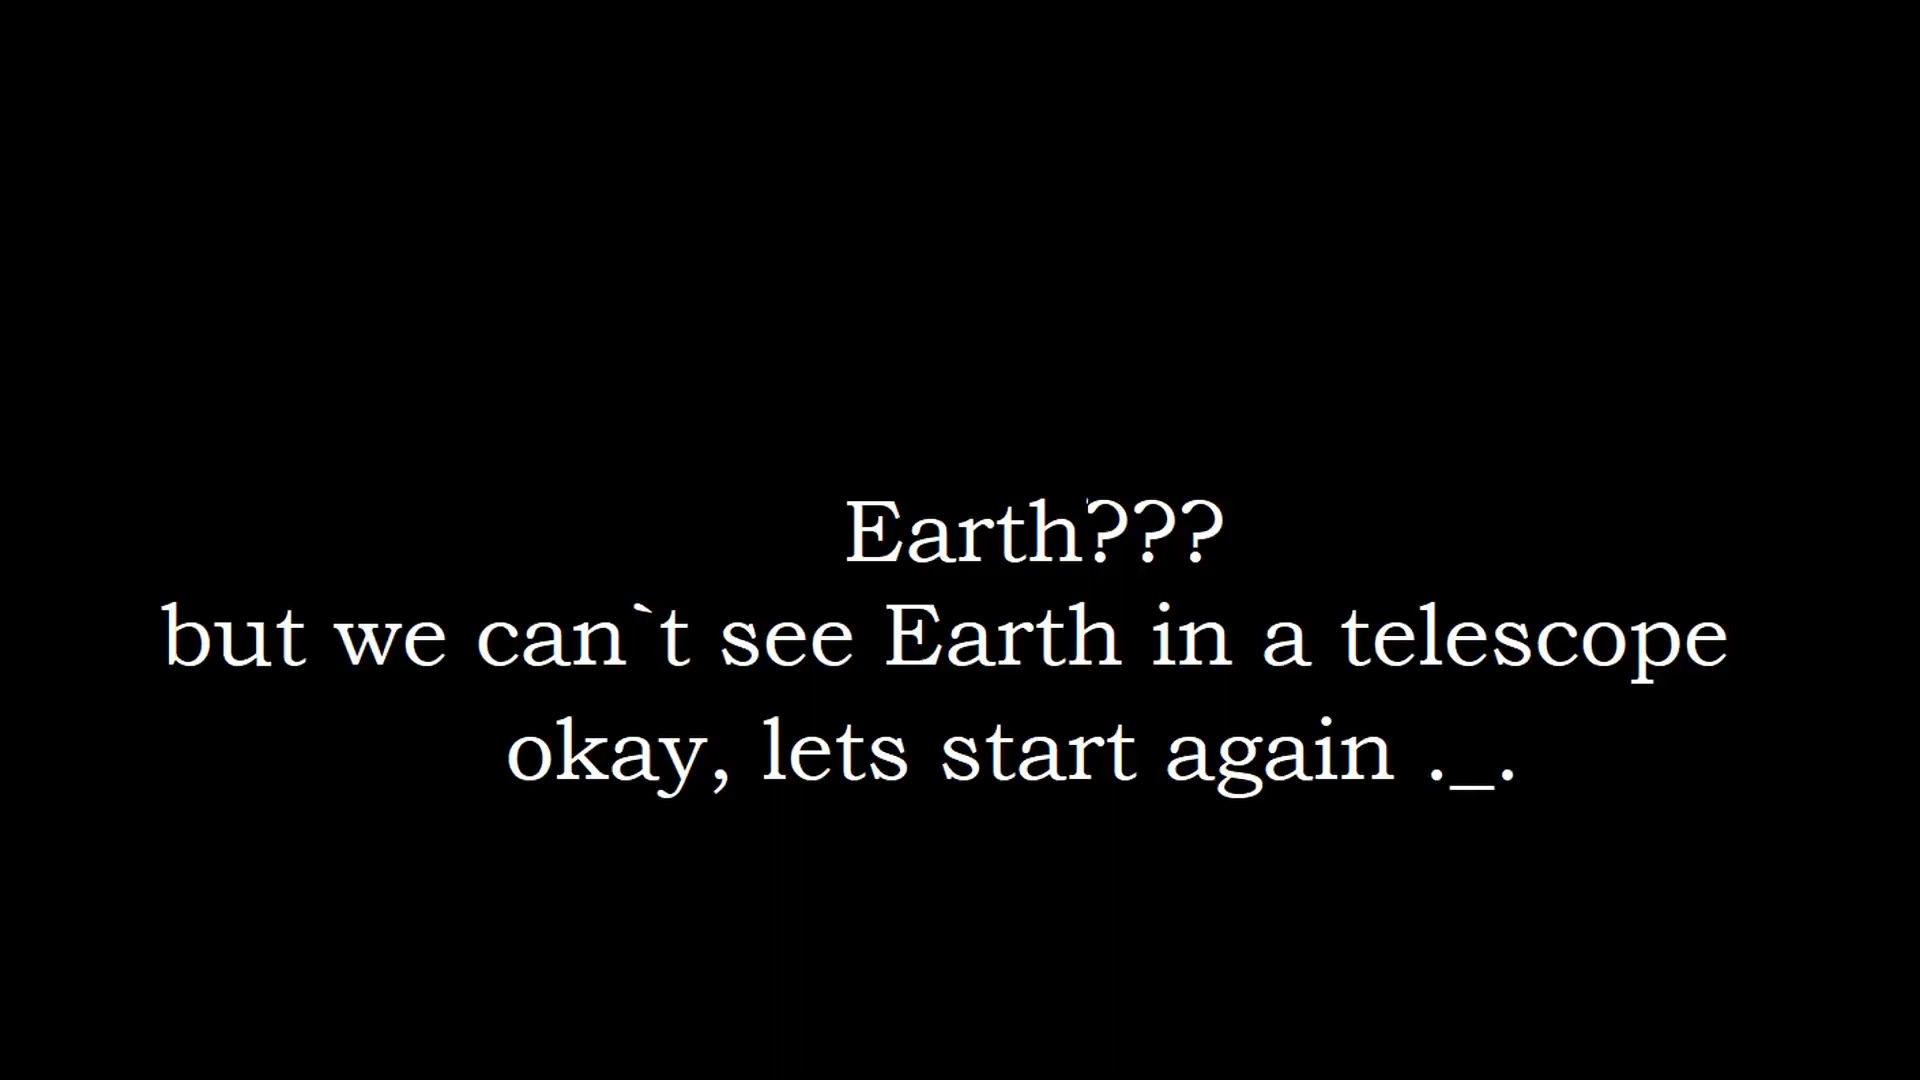 Earth???
but we can`t see Earth in a telescope
okay, lets start again ._.